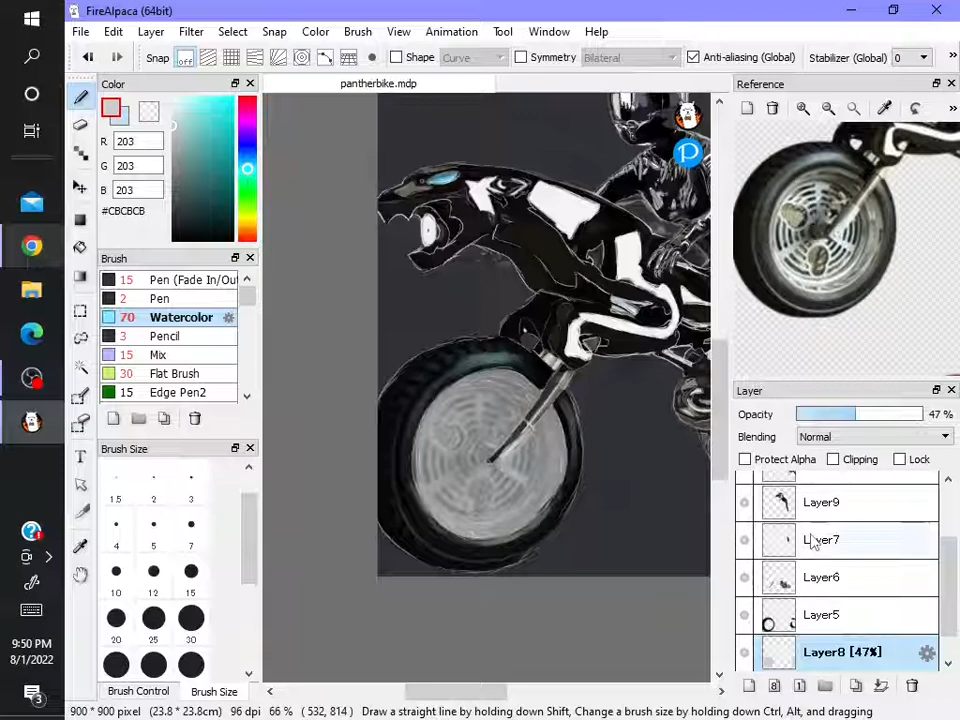 FireAlpaca (64bit)
File Edit Layer Filters Select Snap Color Brush View Animation Tool Window Help
Snap off Shape Curve Symmetry Bilateral Anti-aliasing (Global) Stabilizer (Global) 0 »
Color
pantherbike.mdp
Reference
R 203
G 203
B 203
#CBCBCB
Brush
15 Pen (Fade In/Out
2 Pen
70 Watercolor
3 Pencil
15 Mix
30 Flat Brush
15 Edge Pen2
Brush Size
1.5 2 3
4 5 7
10 12 15
20 25 30
Brush Control Brush Size
Layer
Opacity 47 %
Blending Normal
Protect Alpha Clipping Lock
Layer9
Layer7
Layer6
Layer5
Layer8 [47%]
P
T
9:50 PM
8/1/2022
3
900 * 900 pixel (23.8 * 23.8cm) 96 dpi 66 % ( 532, 814 ) Draw a straight line by holding down Shift, Change a brush size by holding down Ctrl, Alt, and dragging